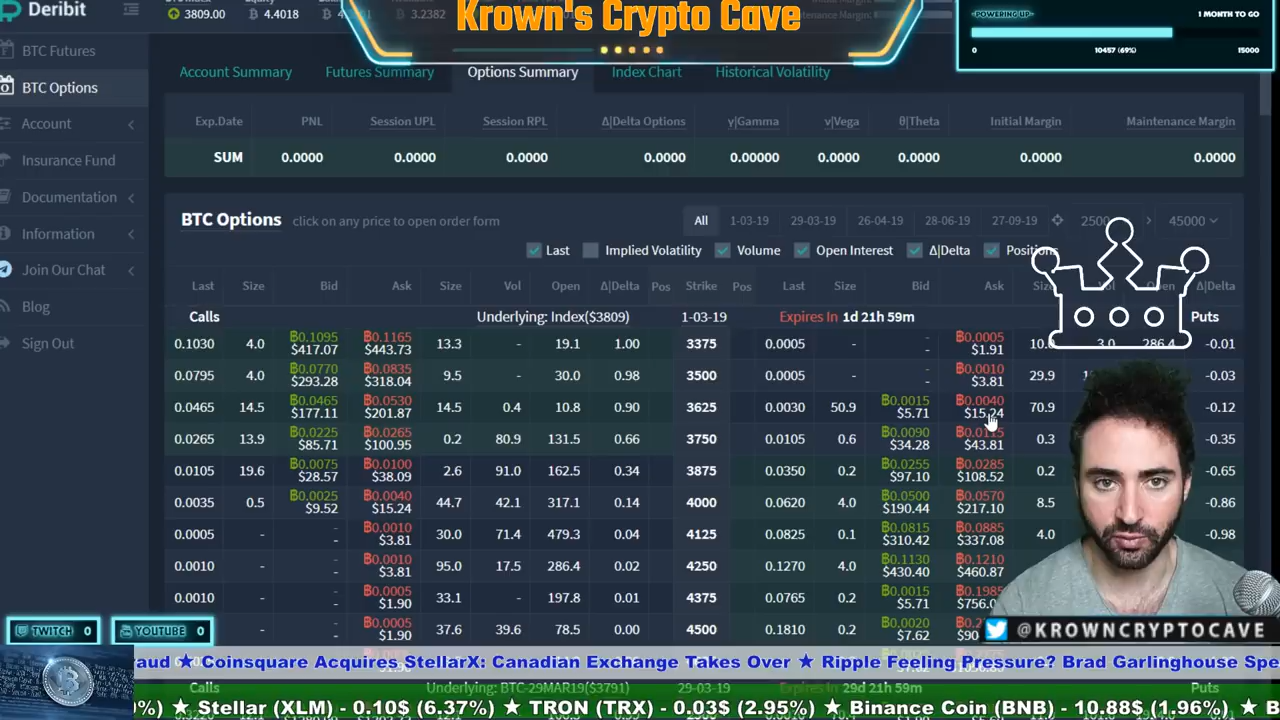 Deribit
3809.00
4.4018
3.2382
Krown's Crypto Cave
POWERING UP
1 MONTH TO GO
0
10457 (69%)
15000
BTC Futures
BTC Options
Account
Insurance Fund
Documentation
Information
Join Our Chat
Blog
Sign Out
Account Summary Futures Summary Options Summary Index Chart Historical Volatility
Exp.Date PNL Session UPL Session RPL Δ|Delta Options γ|Gamma ν|Vega θ|Theta Initial Margin Maintenance Margin
SUM 0.0000 0.0000 0.0000 0.0000 0.00000 0.0000 0.0000 0.0000 0.0000
BTC Options click on any price to open order form All 1-03-19 29-03-19 26-04-19 28-06-19 27-09-19 2500 45000
Last Implied Volatility Volume Open Interest Δ|Delta
Last Size Bid Ask Size Vol Open Δ|Delta Pos Strike Pos Last Size Bid Ask Δ|Delta
Calls Underlying: Index($3809) 1-03-19 Expires In 1d 21h 59m Puts
0.1030 4.0 ฿0.1095 ฿0.1165 13.3 - 19.1 1.00 3375 0.0005 - - ฿0.0005 3.0 286.4 -0.01
$417.07 $443.73 - $1.91
0.0795 4.0 ฿0.0770 ฿0.0835 9.5 - 30.0 0.98 3500 0.0005 - - ฿0.0010 29.9 -0.03
$293.28 $318.04 - $3.81
0.0465 14.5 ฿0.0465 ฿0.0530 14.5 0.4 10.8 0.90 3625 0.0030 50.9 ฿0.0015 ฿0.0040 70.9 -0.12
$177.11 $201.87 $5.71 $15.24
0.0265 13.9 ฿0.0225 ฿0.0265 0.2 80.9 131.5 0.66 3750 0.0105 0.6 ฿0.0090 ฿0.0115 0.3 -0.35
$85.71 $100.95 $34.28 $43.81
0.0105 19.6 ฿0.0075 ฿0.0100 2.6 91.0 162.5 0.34 3875 0.0350 0.2 ฿0.0255 ฿0.0285 0.2 -0.65
$28.57 $38.09 $97.10 $108.52
0.0035 0.5 ฿0.0025 ฿0.0040 44.7 42.1 317.1 0.14 4000 0.0620 4.0 ฿0.0500 ฿0.0570 8.5 -0.86
$9.52 $15.24 $190.44 $217.10
0.0005 - - ฿0.0010 30.0 71.4 479.3 0.04 4125 0.0825 0.1 ฿0.0815 ฿0.0885 4.0 -0.98
- $3.81 $310.42 $337.08
0.0010 - - ฿0.0010 95.0 17.5 286.4 0.02 4250 0.1270 4.0 ฿0.1130 ฿0.1210
- $3.81 $430.40 $460.87
0.0010 - - ฿0.0005 33.1 - 197.8 0.01 4375 0.0765 0.2 ฿0.0015 ฿0.1985
- $1.90 $5.71
0.0005 - - ฿0.0005 37.6 39.6 78.5 0.00 4500 0.1810 0.2 ฿0.0020
- $1.90 $7.62
TWITCH 0 YOUTUBE 0
@KROWNCRYPTOCAVE
aud ★ Coinsquare Acquires StellarX: Canadian Exchange Takes Over ★ Ripple Feeling Pressure? Brad Garlinghouse Spe
Calls Underlying: BTC-29MAR19($3791) 29-03-19 Expires In 29d 21h 59m Puts
%) ★ Stellar (XLM) - 0.10$ (6.37%) ★ TRON (TRX) - 0.03$ (2.95%) ★ Binance Coin (BNB) - 10.88$ (1.96%) ★ B